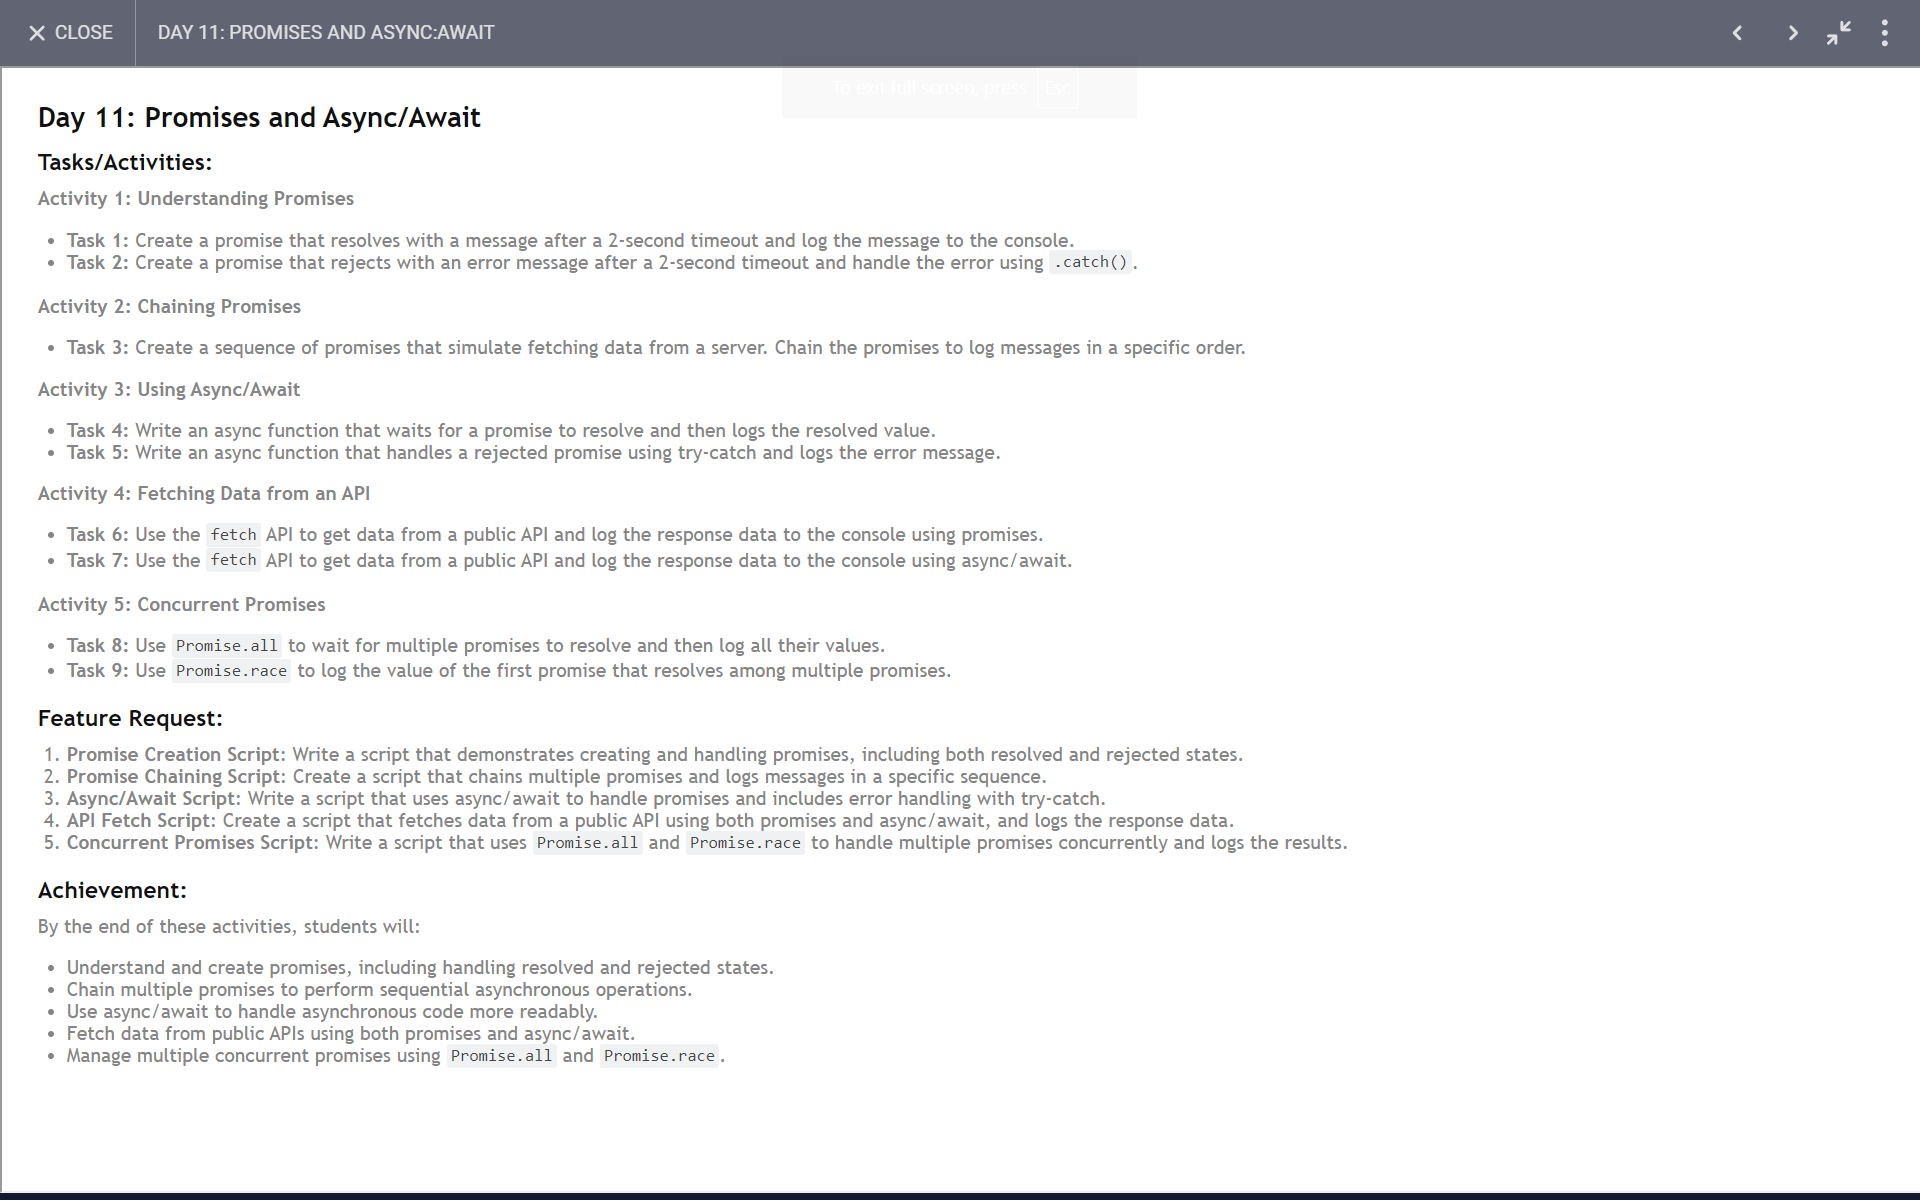 CLOSE
DAY 11: PROMISES AND ASYNC:AWAIT
To exit full screen, press Esc
Day 11: Promises and Async/Await
Tasks/Activities:
Activity 1: Understanding Promises
• Task 1: Create a promise that resolves with a message after a 2-second timeout and log the message to the console.
• Task 2: Create a promise that rejects with an error message after a 2-second timeout and handle the error using .catch().
Activity 2: Chaining Promises
• Task 3: Create a sequence of promises that simulate fetching data from a server. Chain the promises to log messages in a specific order.
Activity 3: Using Async/Await
• Task 4: Write an async function that waits for a promise to resolve and then logs the resolved value.
• Task 5: Write an async function that handles a rejected promise using try-catch and logs the error message.
Activity 4: Fetching Data from an API
• Task 6: Use the fetch API to get data from a public API and log the response data to the console using promises.
• Task 7: Use the fetch API to get data from a public API and log the response data to the console using async/await.
Activity 5: Concurrent Promises
• Task 8: Use Promise.all to wait for multiple promises to resolve and then log all their values.
• Task 9: Use Promise.race to log the value of the first promise that resolves among multiple promises.
Feature Request:
1. Promise Creation Script: Write a script that demonstrates creating and handling promises, including both resolved and rejected states.
2. Promise Chaining Script: Create a script that chains multiple promises and logs messages in a specific sequence.
3. Async/Await Script: Write a script that uses async/await to handle promises and includes error handling with try-catch.
4. API Fetch Script: Create a script that fetches data from a public API using both promises and async/await, and logs the response data.
5. Concurrent Promises Script: Write a script that uses Promise.all and Promise.race to handle multiple promises concurrently and logs the results.
Achievement:
By the end of these activities, students will:
• Understand and create promises, including handling resolved and rejected states.
• Chain multiple promises to perform sequential asynchronous operations.
• Use async/await to handle asynchronous code more readably.
• Fetch data from public APIs using both promises and async/await.
• Manage multiple concurrent promises using Promise.all and Promise.race.